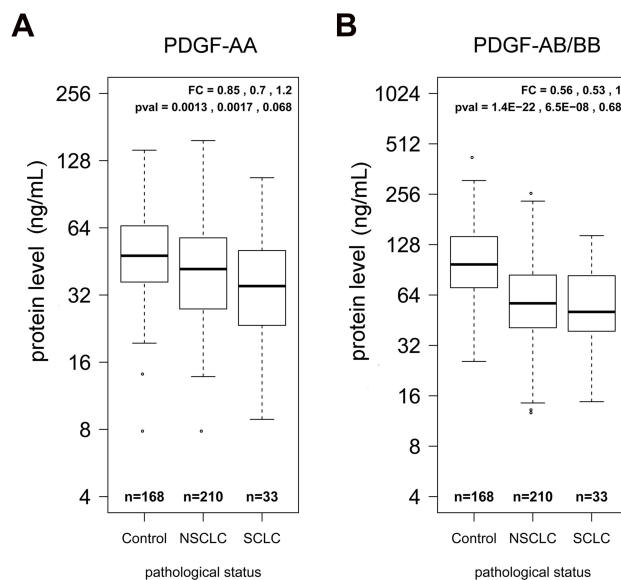 A
B
PDGF-AA
PDGF-AB/BB
FC = 0.85 , 0.7 , 1.2
pval = 0.0013 , 0.0017 , 0.068
FC = 0.56 , 0.53 , 1
pval = 1.4E−22 , 6.5E−08 , 0.68
protein level (ng/mL)
256
128
64
32
16
8
4
n=168 n=210 n=33
Control NSCLC SCLC
pathological status
protein level (ng/mL)
1024
512
256
128
64
32
16
8
4
n=168 n=210 n=33
Control NSCLC SCLC
pathological status